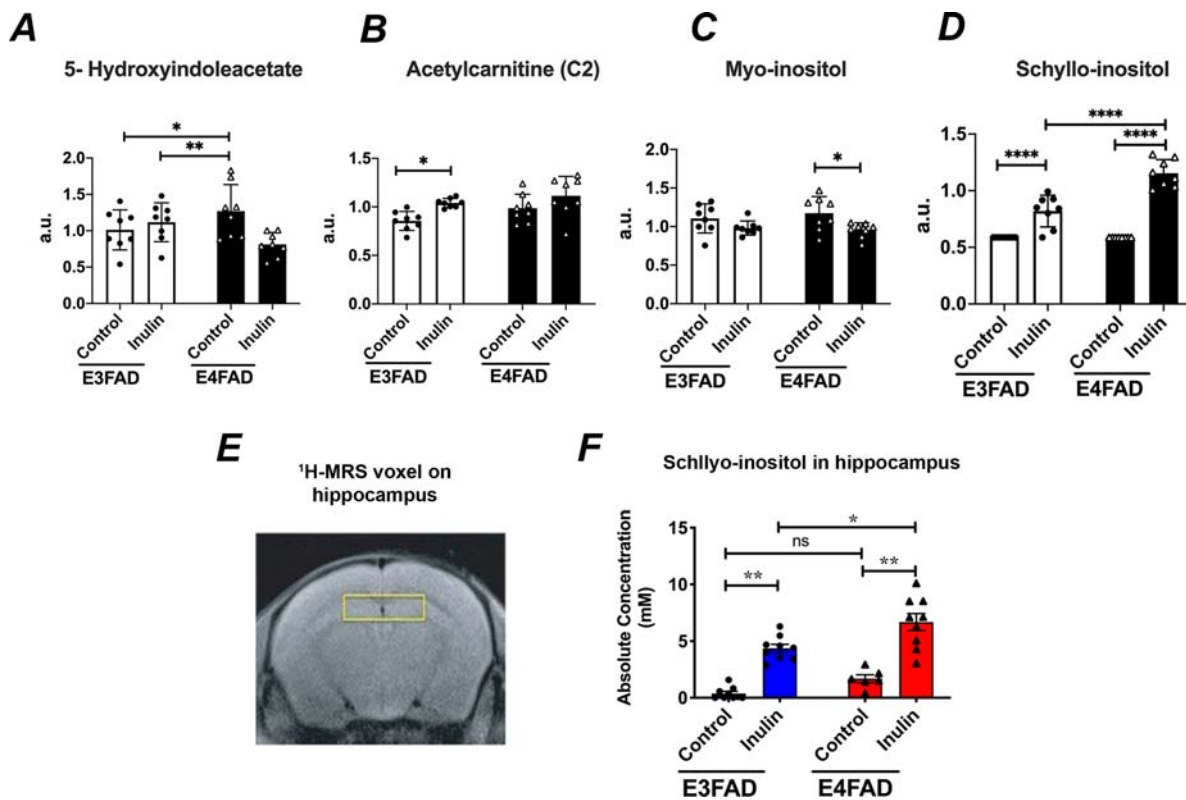 A
5- Hydroxyindoleacetate
*
**
a.u.
2.0
1.5
1.0
0.5
0.0
Control
Inulin
Control
Inulin
E3FAD
E4FAD
B
Acetylcarnitine (C2)
*
a.u.
1.5
1.0
0.5
0.0
Control
Inulin
Control
Inulin
E3FAD
E4FAD
C
Myo-inositol
*
a.u.
2.0
1.5
1.0
0.5
0.0
Control
Inulin
Control
Inulin
E3FAD
E4FAD
D
Schyllo-inositol
****
****
****
a.u.
1.5
1.0
0.5
0.0
Control
Inulin
Control
Inulin
E3FAD
E4FAD
E
¹H-MRS voxel on
hippocampus
F
Schllyo-inositol in hippocampus
*
ns
**
**
Absolute Concentration
(mM)
15
10
5
0
Control
Inulin
Control
Inulin
E3FAD
E4FAD